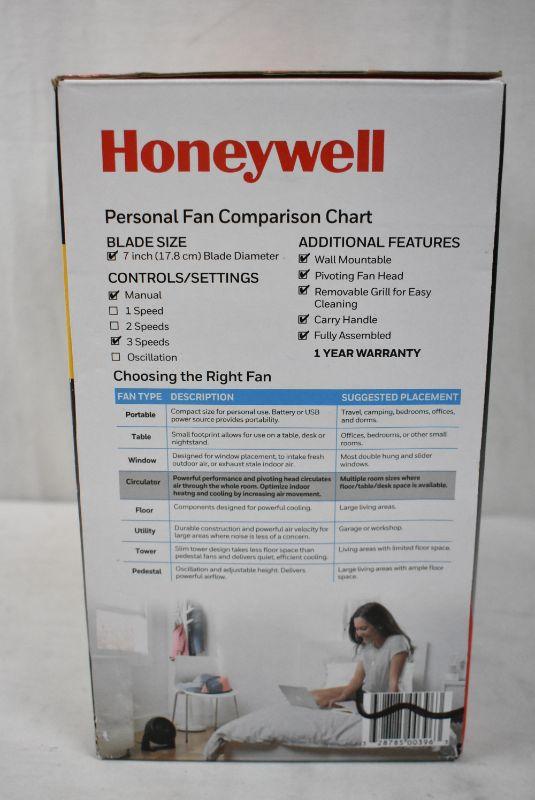 Honeywell
Personal Fan Comparison Chart
BLADE SIZE
7 inch (17.8 cm) Blade Diameter
CONTROLS/SETTINGS
Manual
1 Speed
2 Speeds
3 Speeds
Oscillation
ADDITIONAL FEATURES
Wall Mountable
Pivoting Fan Head
Removable Grill for Easy
Cleaning
Carry Handle
Fully Assembled
1 YEAR WARRANTY
Choosing the Right Fan
FAN TYPE DESCRIPTION SUGGESTED PLACEMENT
Portable
Compact size for personal use. Battery or USB
power source provides portability.
Travel, camping, bedrooms, offices,
and dorms.
Table
Small footprint allows for use on a table, desk or
nightstand.
Offices, bedrooms, or other small
rooms.
Window
Designed for window placement, to intake fresh
outdoor air, or exhaust stale indoor air.
Most double hung and slider
windows.
Circulator
Powerful performance and pivoting head circulates
air through the whole room. Optimize indoor
heatng and cooling by increasing air movement.
Multiple room sizes where
floor/table/desk space is available.
Floor
Components designed for powerful cooling.
Large living areas.
Utility
Durable construction and powerful air velocity for
large areas where noise is less of a concern.
Garage or workshop.
Tower
Slim tower design takes less floor space than
pedestal fans and delivers quiet, efficient cooling.
Living areas with limited floor space.
Pedestal
Oscillation and adjustable height. Delivers
powerful airflow.
Large living areas with ample floor
space.
28785 00396